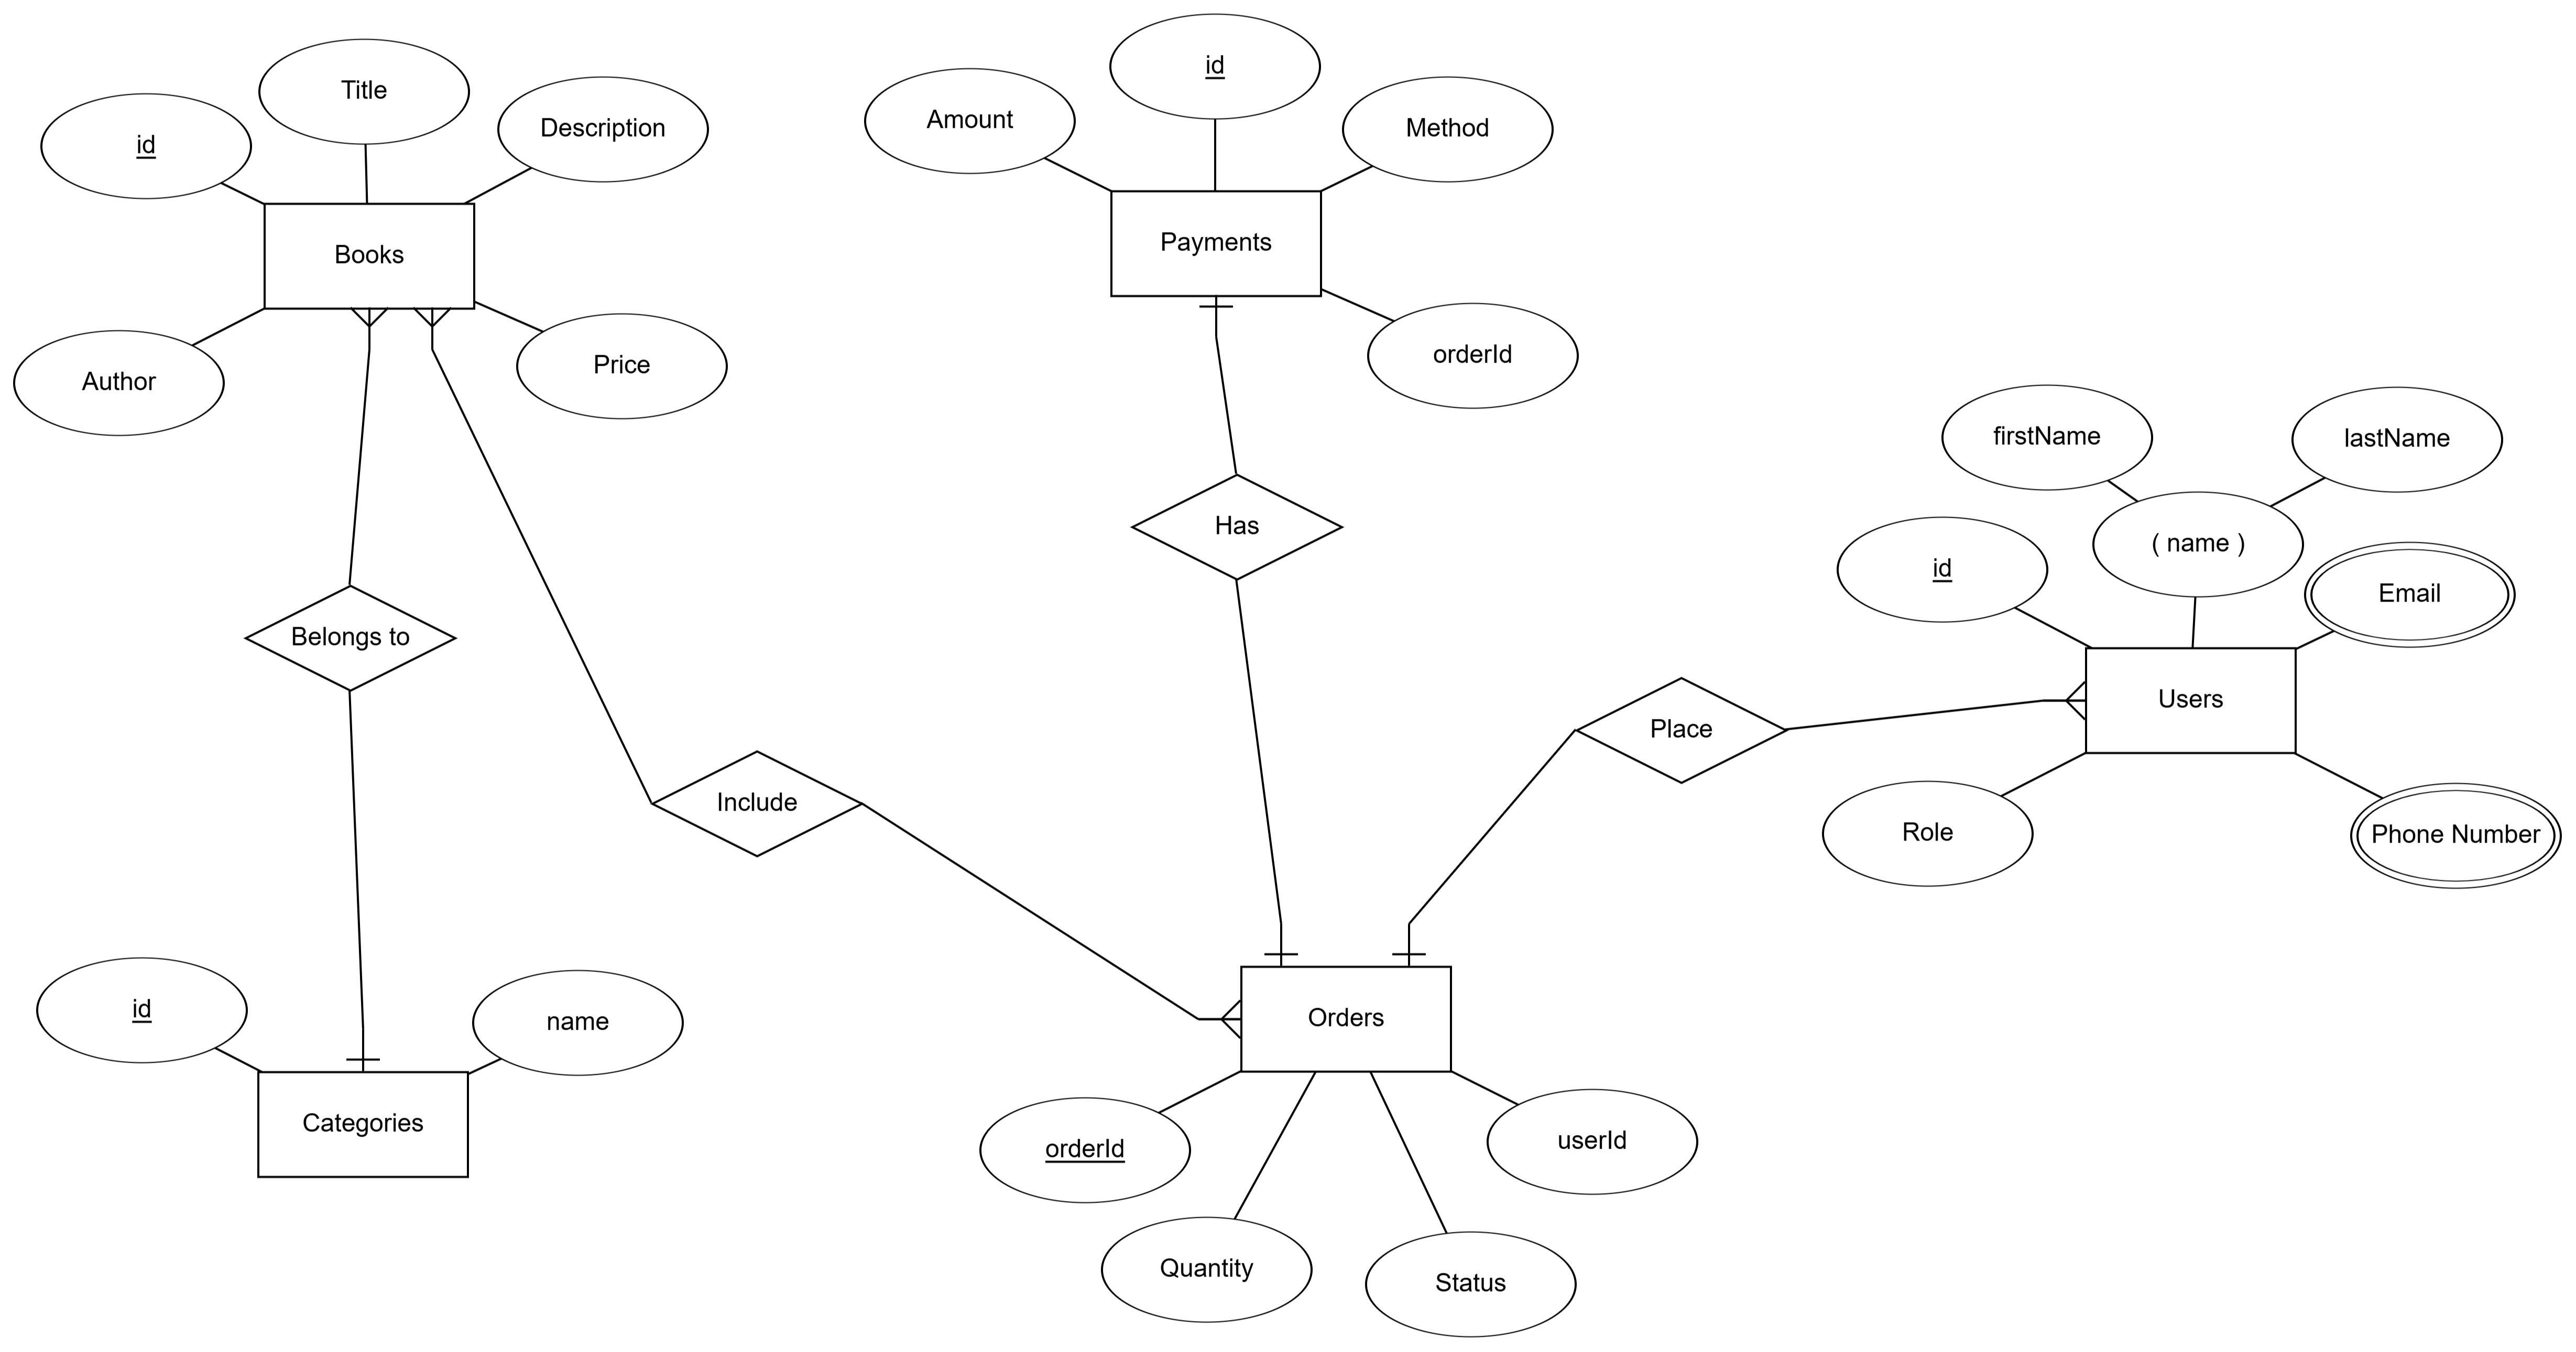 Title
id
Description
Books
Author
Price
id
Amount
Method
Payments
orderId
firstName
lastName
( name )
id
Email
Users
Role
Phone Number
Has
Belongs to
Place
Include
id
name
Categories
Orders
orderId
userId
Quantity
Status